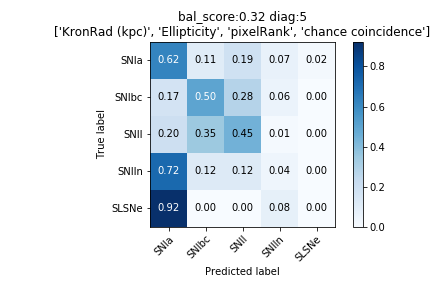 bal_score:0.32 diag:5
['KronRad (kpc)', 'Ellipticity', 'pixelRank', 'chance coincidence']
SNIa 0.62 0.11 0.19 0.07 0.02
SNIbc 0.17 0.50 0.28 0.06 0.00
SNII 0.20 0.35 0.45 0.01 0.00
SNIIn 0.72 0.12 0.12 0.04 0.00
SLSNe 0.92 0.00 0.00 0.08 0.00
True label
SNIa SNIbc SNII SNIIn SLSNe
Predicted label
0.8
0.6
0.4
0.2
0.0